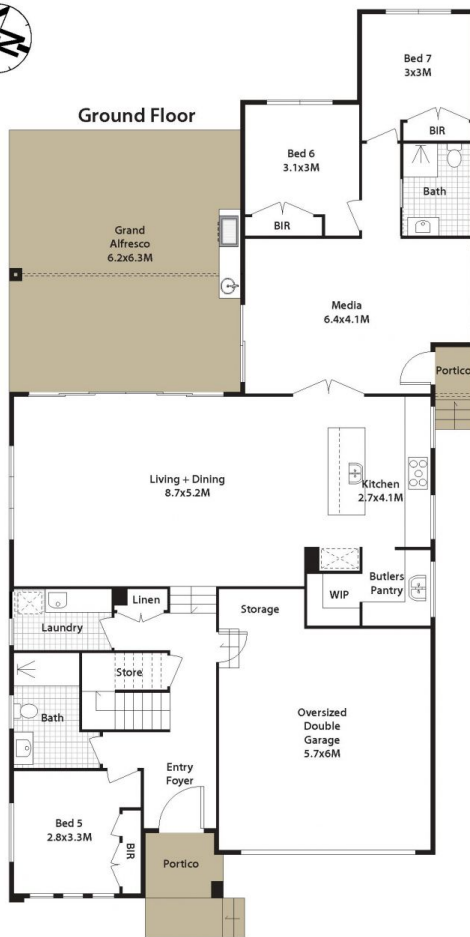 N
Ground Floor
Bed 7
3x3M
BIR
Bed 6
3.1x3M
BIR
Bath
Grand
Alfresco
6.2x6.3M
Media
6.4x4.1M
Portico
Living + Dining
8.7x5.2M
Kitchen
2.7x4.1M
Butlers
Pantry
WIP
Linen
Storage
Laundry
Store
Bath
Oversized
Double
Garage
5.7x6M
Entry
Foyer
Bed 5
2.8x3.3M
BIR
Portico